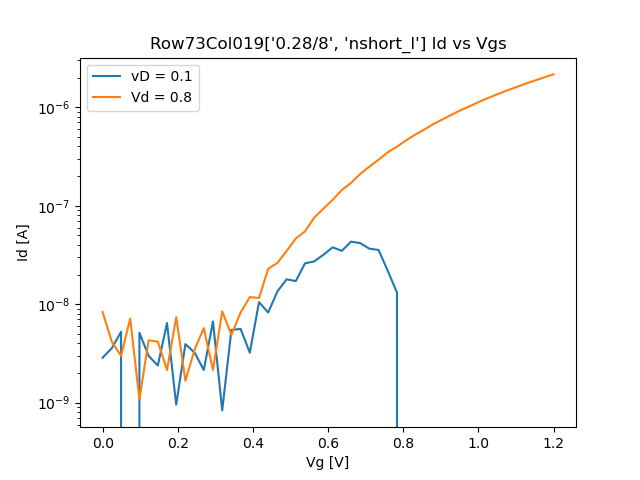 Row73Col019['0.28/8', 'nshort_l'] Id vs Vgs
vD = 0.1
Vd = 0.8
Id [A]
10⁻⁶
10⁻⁷
10⁻⁸
10⁻⁹
0.0 0.2 0.4 0.6 0.8 1.0 1.2
Vg [V]